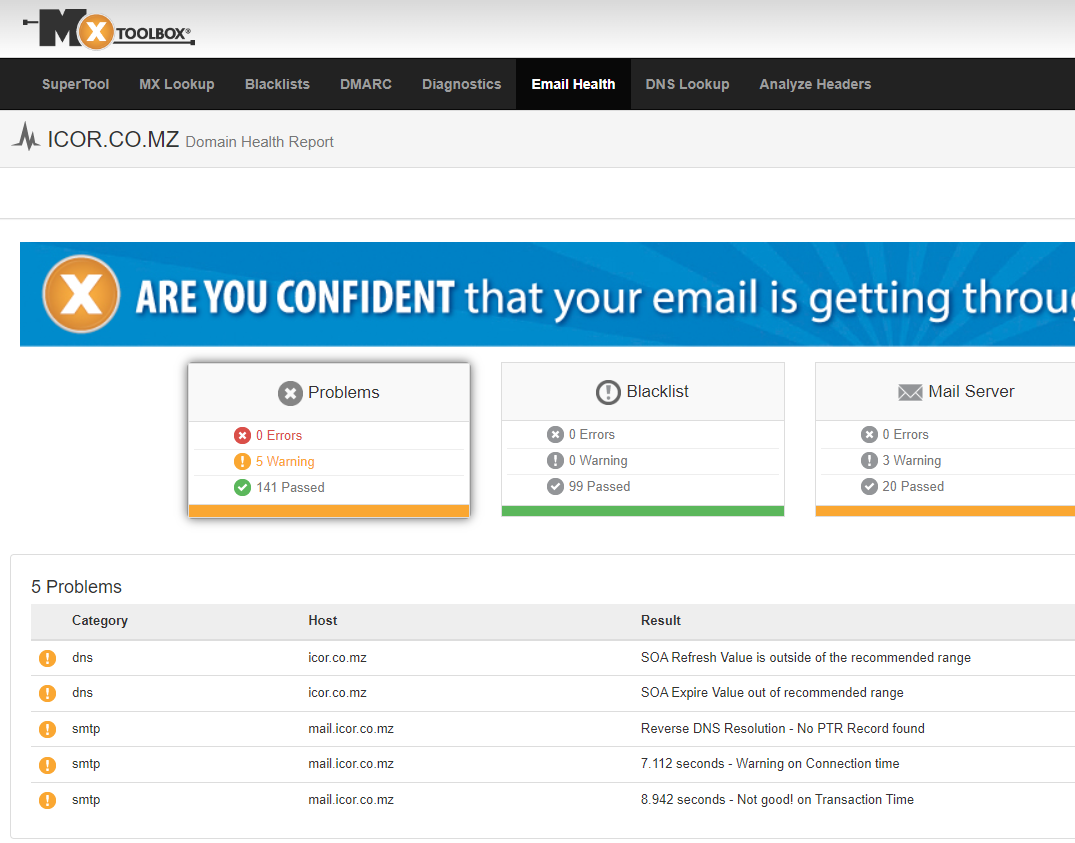 MX TOOLBOX®
SuperTool MX Lookup Blacklists DMARC Diagnostics Email Health DNS Lookup Analyze Headers
ICOR.CO.MZ Domain Health Report
X ARE YOU CONFIDENT that your email is getting throug
Problems
0 Errors
5 Warning
141 Passed
Blacklist
0 Errors
0 Warning
99 Passed
Mail Server
0 Errors
3 Warning
20 Passed
5 Problems
Category Host Result
dns icor.co.mz SOA Refresh Value is outside of the recommended range
dns icor.co.mz SOA Expire Value out of recommended range
smtp mail.icor.co.mz Reverse DNS Resolution - No PTR Record found
smtp mail.icor.co.mz 7.112 seconds - Warning on Connection time
smtp mail.icor.co.mz 8.942 seconds - Not good! on Transaction Time